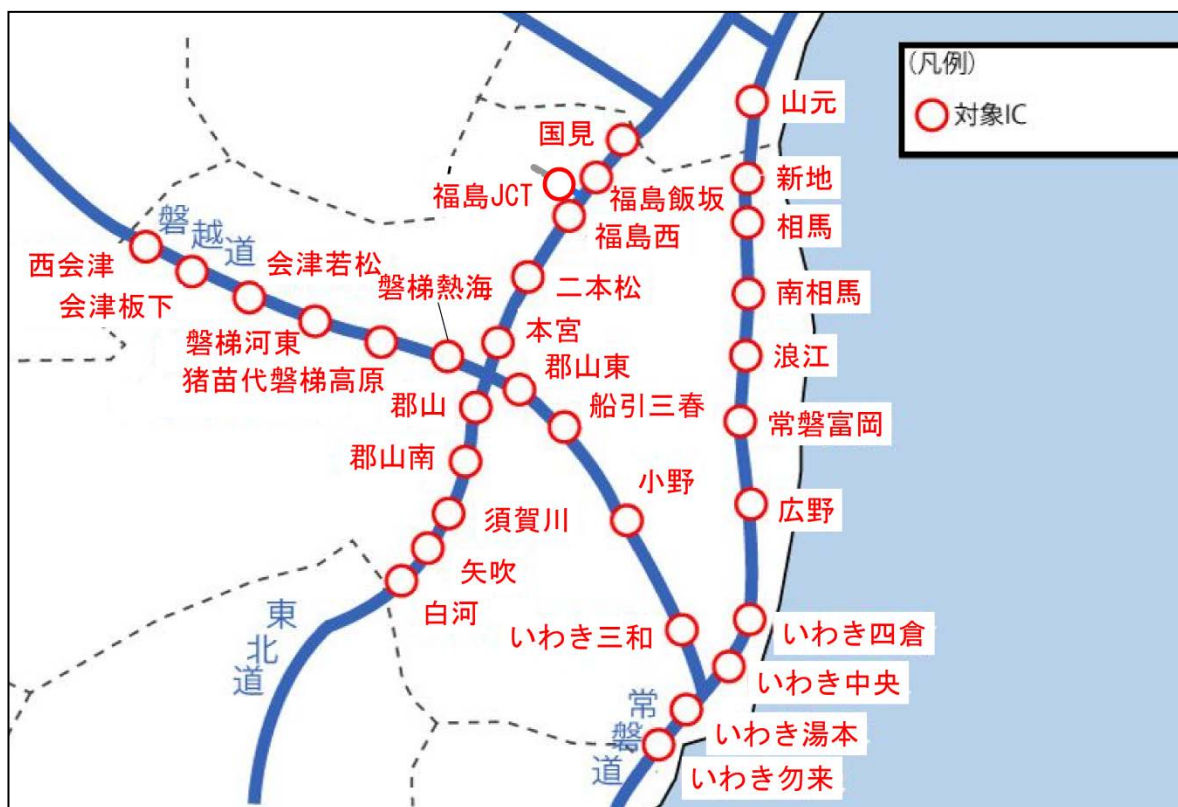 (凡例)
対象IC
山元
国見
新地
福島JCT
福島飯坂
相馬
福島西
磐越道
西会津
会津若松
磐梯熱海
二本松
南相馬
会津板下
磐梯河東
本宮
浪江
猪苗代磐梯高原
郡山東
郡山
船引三春
常磐富岡
郡山南
小野
広野
須賀川
矢吹
白河
東北道
いわき三和
いわき四倉
いわき中央
常磐道
いわき湯本
いわき勿来